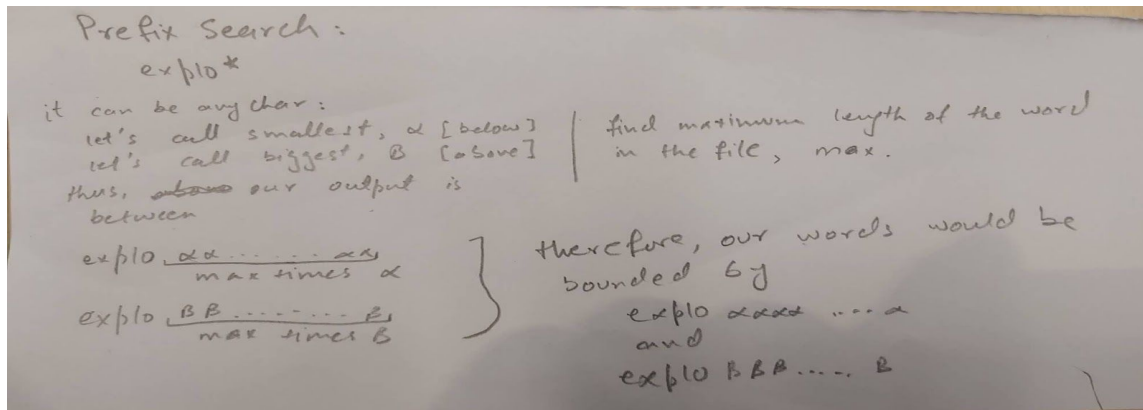 Prefix Search:
explo*
it can be any char:
let's call smallest, α [below]
let's call biggest, B [above]
thus, our output is
between
find maximum length of the word
in the file, max.
explo αα......αα
max times α
explo BB........B
max times B
therefore, our words would be
bounded by
explo αααα ....α
and
explo BBB..... B